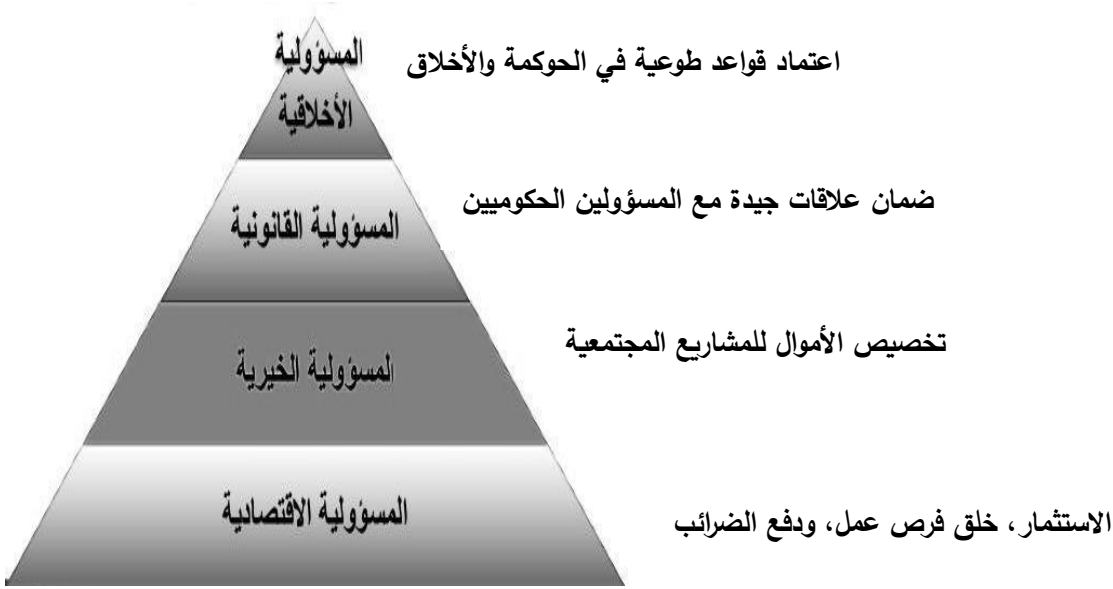 المسؤولية
الأخلاقية
اعتماد قواعد طوعية في الحوكمة والأخلاق
المسؤولية القانونية
ضمان علاقات جيدة مع المسؤولين الحكوميين
المسؤولية الخيرية
تخصيص الأموال للمشاريع المجتمعية
المسؤولية الاقتصادية
الاستثمار، خلق فرص عمل، ودفع الضرائب